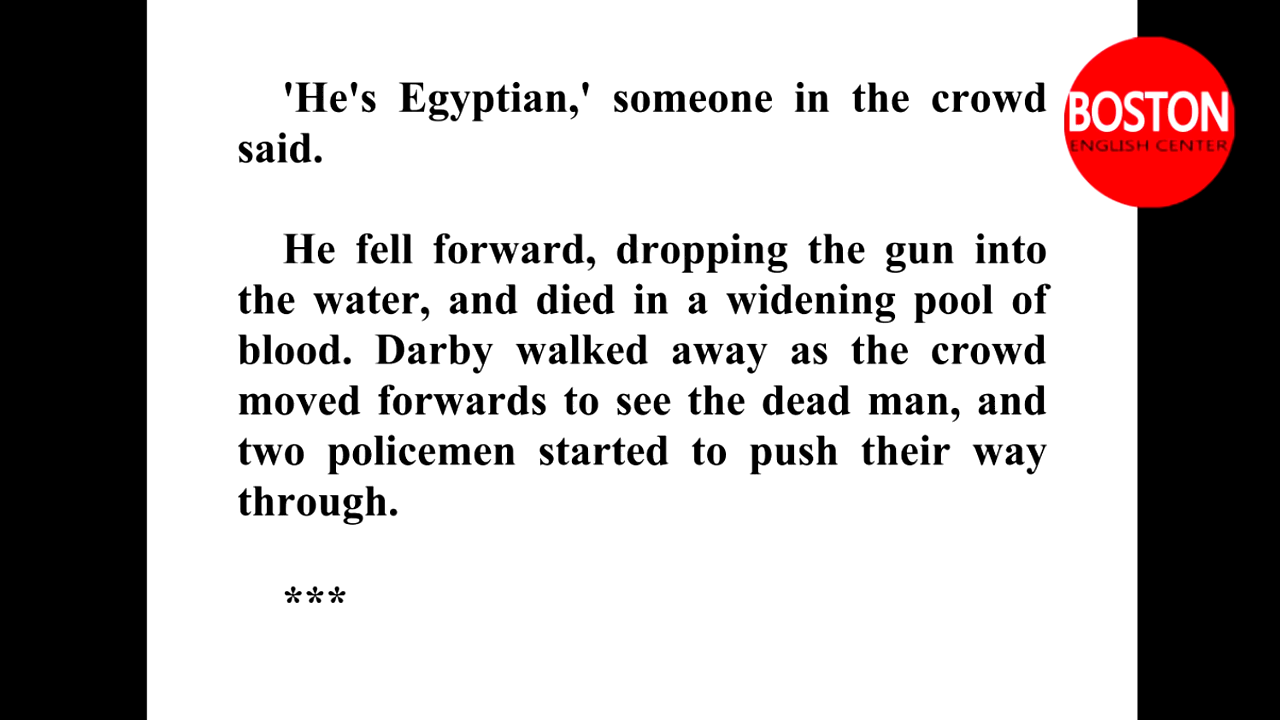 'He's Egyptian,' someone in the crowd
said.
He fell forward, dropping the gun into
the water, and died in a widening pool of
blood. Darby walked away as the crowd
moved forwards to see the dead man, and
two policemen started to push their way
through.
***
BOSTON
ENGLISH CENTER